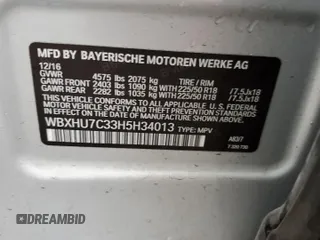 MFD BY BAYERISCHE MOTOREN WERKE AG
12/16
GVWR 4575 lbs 2075 kg TIRE / RIM
GAWR FRONT 2403 lbs 1090 kg WITH 225/50 R18 / 7.5Jx18
GAWR REAR 2282 lbs 1035 kg WITH 225/50 R18 / 7.5Jx18
THIS VEHICLE CONFORMS TO ALL APPLICABLE FEDERAL
MOTOR VEHICLE SAFETY, BUMPER, AND THEFT PREVENTION STANDARDS
IN EFFECT ON THE DATE OF MANUFACTURE SHOWN ABOVE.
WBXHU7C33H5H34013 TYPE: MPV
A83/7
© DREAMBID